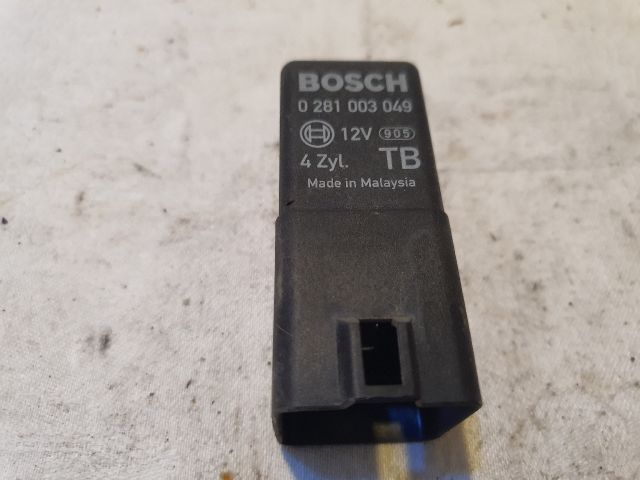 BOSCH
0 281 003 049
12V 905
4 Zyl. TB
Made in Malaysia